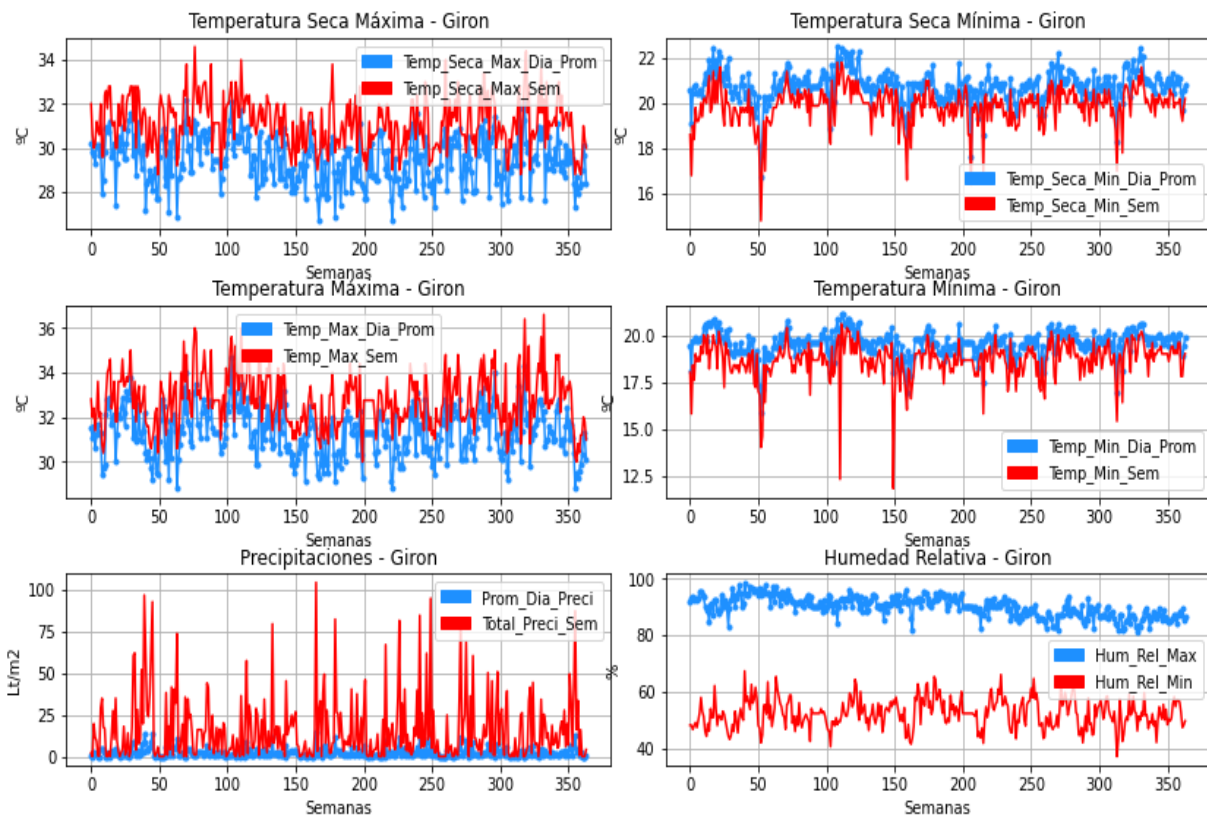 Temperatura Seca Máxima - Giron
34
32
30
28
ºC
Temp_Seca_Max_Dia_Prom
Temp_Seca_Max_Sem
0 50 100 150 200 250 300 350
Semanas
Temperatura Seca Mínima - Giron
22
20
18
16
ºC
Temp_Seca_Min_Dia_Prom
Temp_Seca_Min_Sem
0 50 100 150 200 250 300 350
Semanas
Temperatura Máxima - Giron
36
34
32
30
ºC
Temp_Max_Dia_Prom
Temp_Max_Sem
0 50 100 150 200 250 300 350
Semanas
Temperatura Mínima - Giron
20.0
17.5
15.0
12.5
ºC
Temp_Min_Dia_Prom
Temp_Min_Sem
0 50 100 150 200 250 300 350
Semanas
Precipitaciones - Giron
100
75
50
25
0
Lt/m2
Prom_Dia_Preci
Total_Preci_Sem
0 50 100 150 200 250 300 350
Semanas
Humedad Relativa - Giron
100
80
60
40
%
Hum_Rel_Max
Hum_Rel_Min
0 50 100 150 200 250 300 350
Semanas